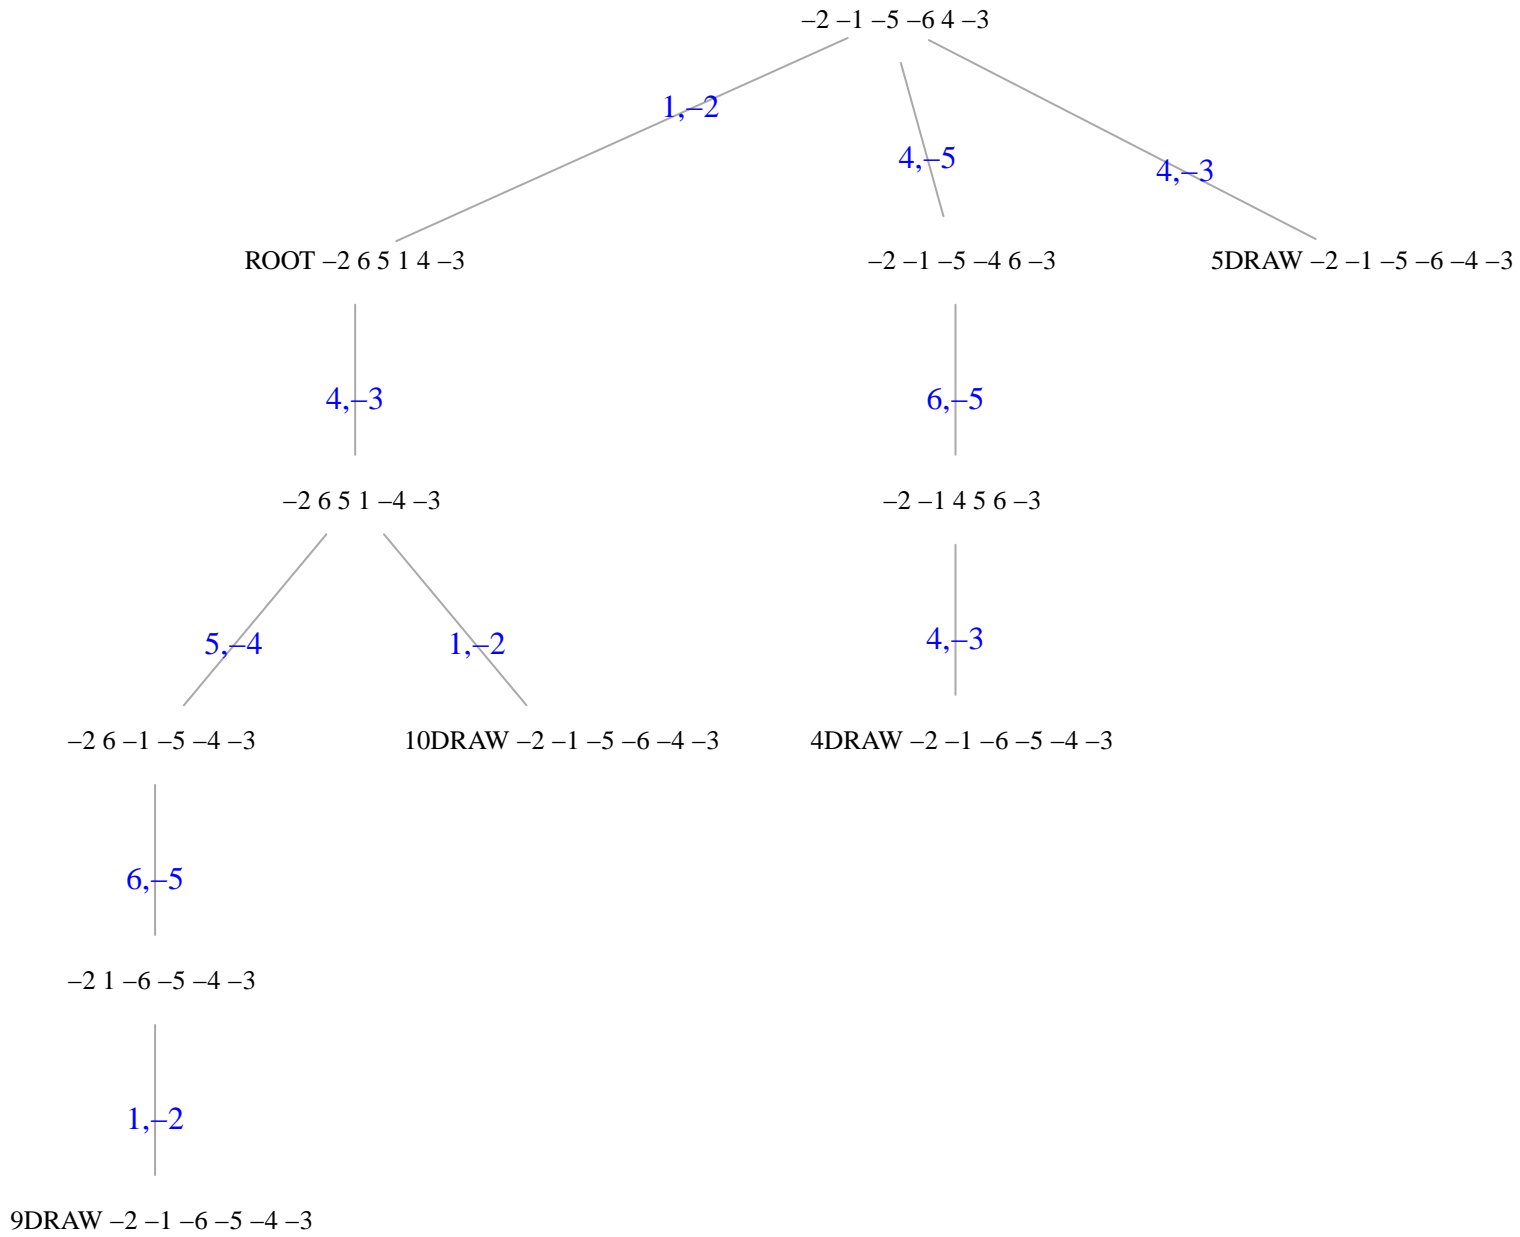 –2 –1 –5 –6 4 –3
1,–2
4,–5
4,–3
ROOT –2 6 5 1 4 –3
–2 –1 –5 –4 6 –3
5DRAW –2 –1 –5 –6 –4 –3
4,–3
6,–5
–2 6 5 1 –4 –3
–2 –1 4 5 6 –3
5,–4
1,–2
4,–3
–2 6 –1 –5 –4 –3
10DRAW –2 –1 –5 –6 –4 –3
4DRAW –2 –1 –6 –5 –4 –3
6,–5
–2 1 –6 –5 –4 –3
1,–2
9DRAW –2 –1 –6 –5 –4 –3